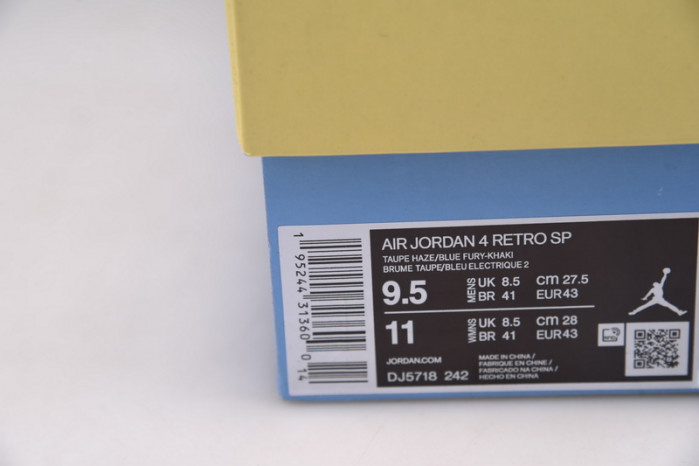 1 95244 31360 0 14
AIR JORDAN 4 RETRO SP
TAUPE HAZE/BLUE FURY-KHAKI
BRUME TAUPE/BLEU ELECTRIQUE 2
9.5 MENS UK 8.5 cm 27.5
BR 41 EUR43
11 WMNS UK 8.5 cm 28
BR 41 EUR43
JORDAN.COM
DJ5718 242
MADE IN CHINA /
FABRIQUE EN CHINE /
FABRICADO NA CHINA /
HECHO EN CHINA